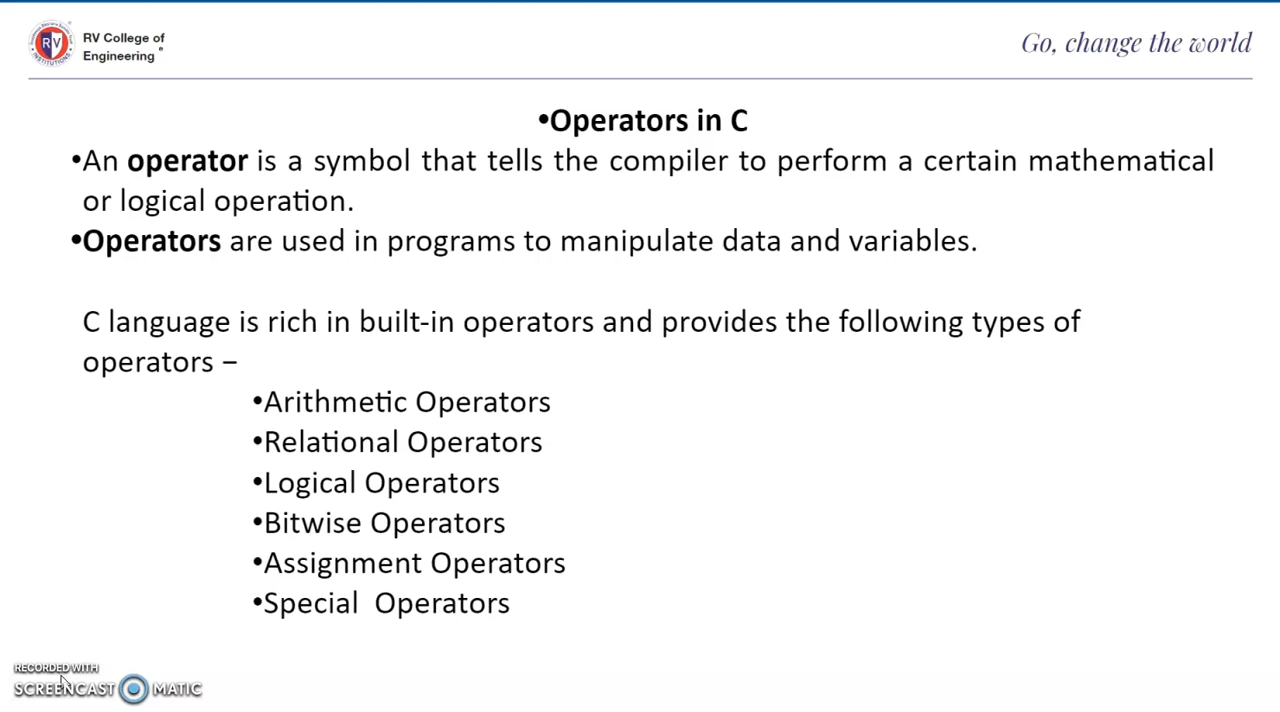 RV College of
Engineering
Go, change the world
•Operators in C
•An operator is a symbol that tells the compiler to perform a certain mathematical
or logical operation.
•Operators are used in programs to manipulate data and variables.
C language is rich in built-in operators and provides the following types of
operators –
•Arithmetic Operators
•Relational Operators
•Logical Operators
•Bitwise Operators
•Assignment Operators
•Special  Operators
RECORDED WITH
SCREENCAST MATIC